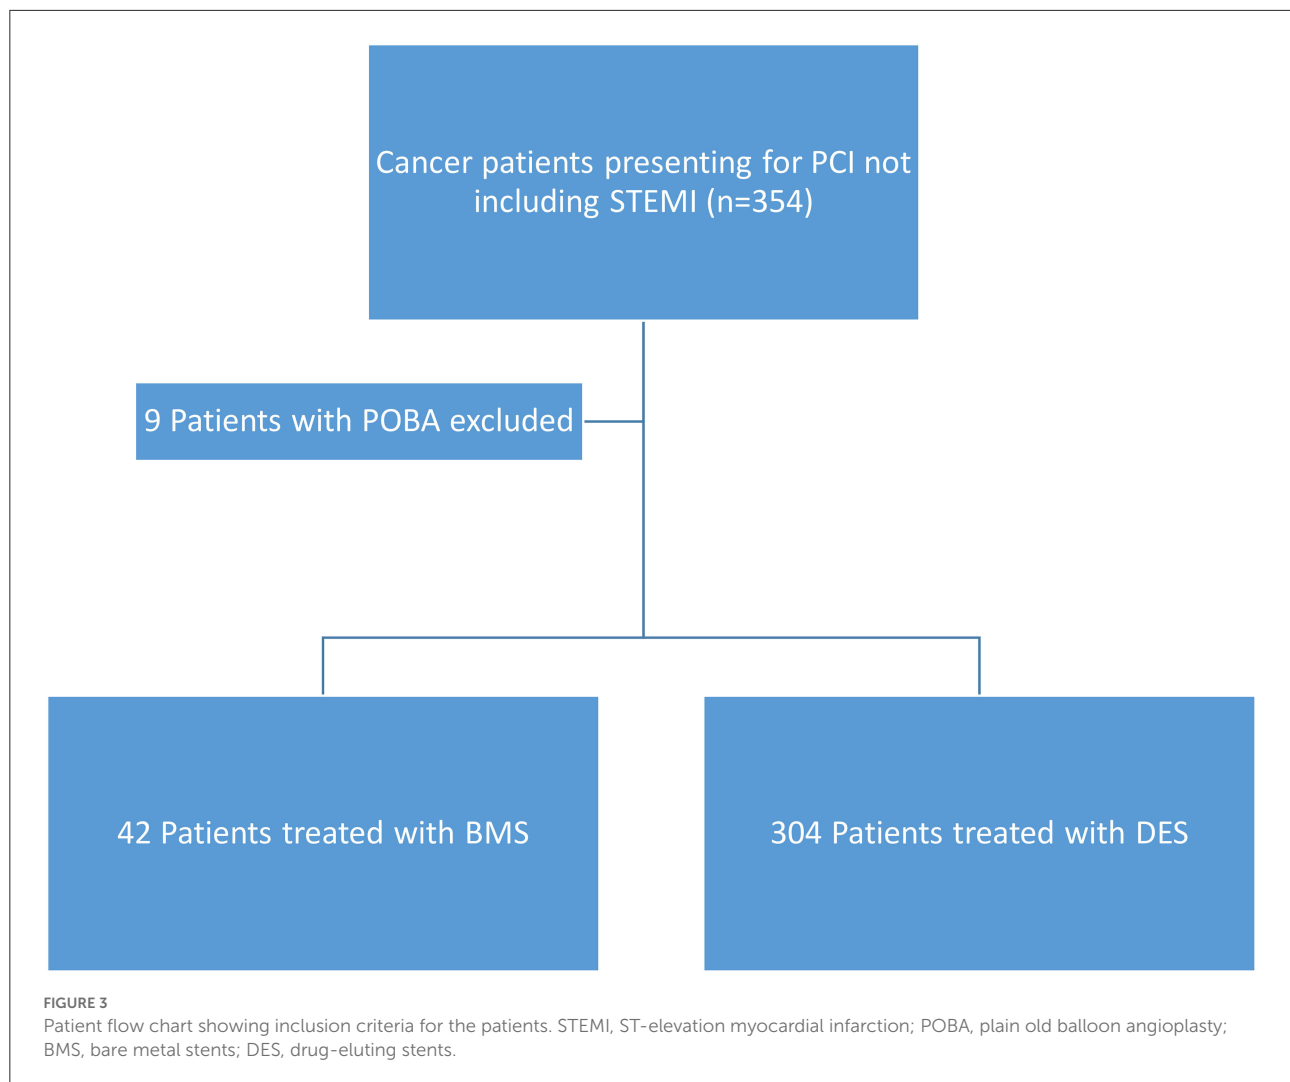 Cancer patients presenting for PCI not
including STEMI (n=354)
9 Patients with POBA excluded
42 Patients treated with BMS
304 Patients treated with DES
FIGURE 3
Patient flow chart showing inclusion criteria for the patients. STEMI, ST-elevation myocardial infarction; POBA, plain old balloon angioplasty;
BMS, bare metal stents; DES, drug-eluting stents.